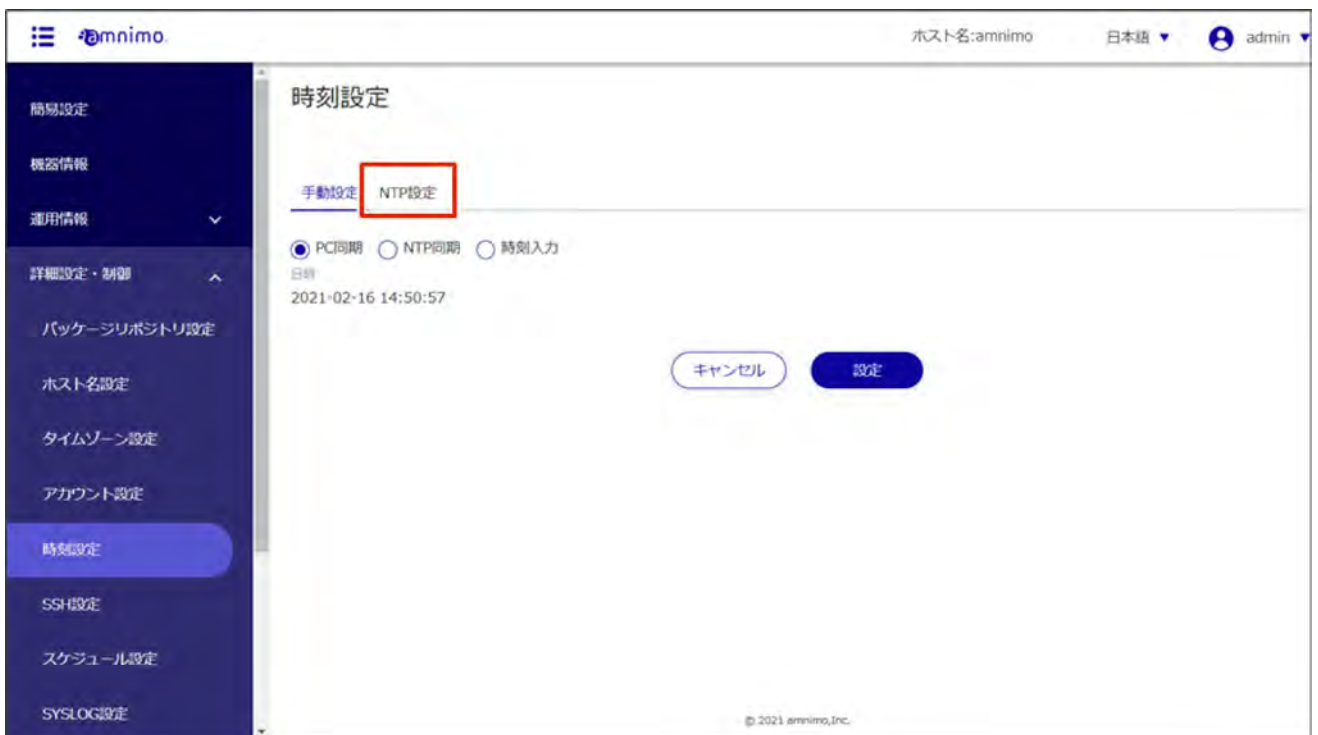 amnimo
ホスト名:amnimo
日本語 ▼
admin ▼
簡易設定
機器情報
運用情報
詳細設定・制御
パッケージリポジトリ設定
ホスト名設定
タイムゾーン設定
アカウント設定
時刻設定
SSH設定
スケジュール設定
SYSLOG設定
時刻設定
手動設定 NTP設定
PC同期 NTP同期 時刻入力
日時
2021-02-16 14:50:57
キャンセル 設定
© 2021 amnimo,Inc.